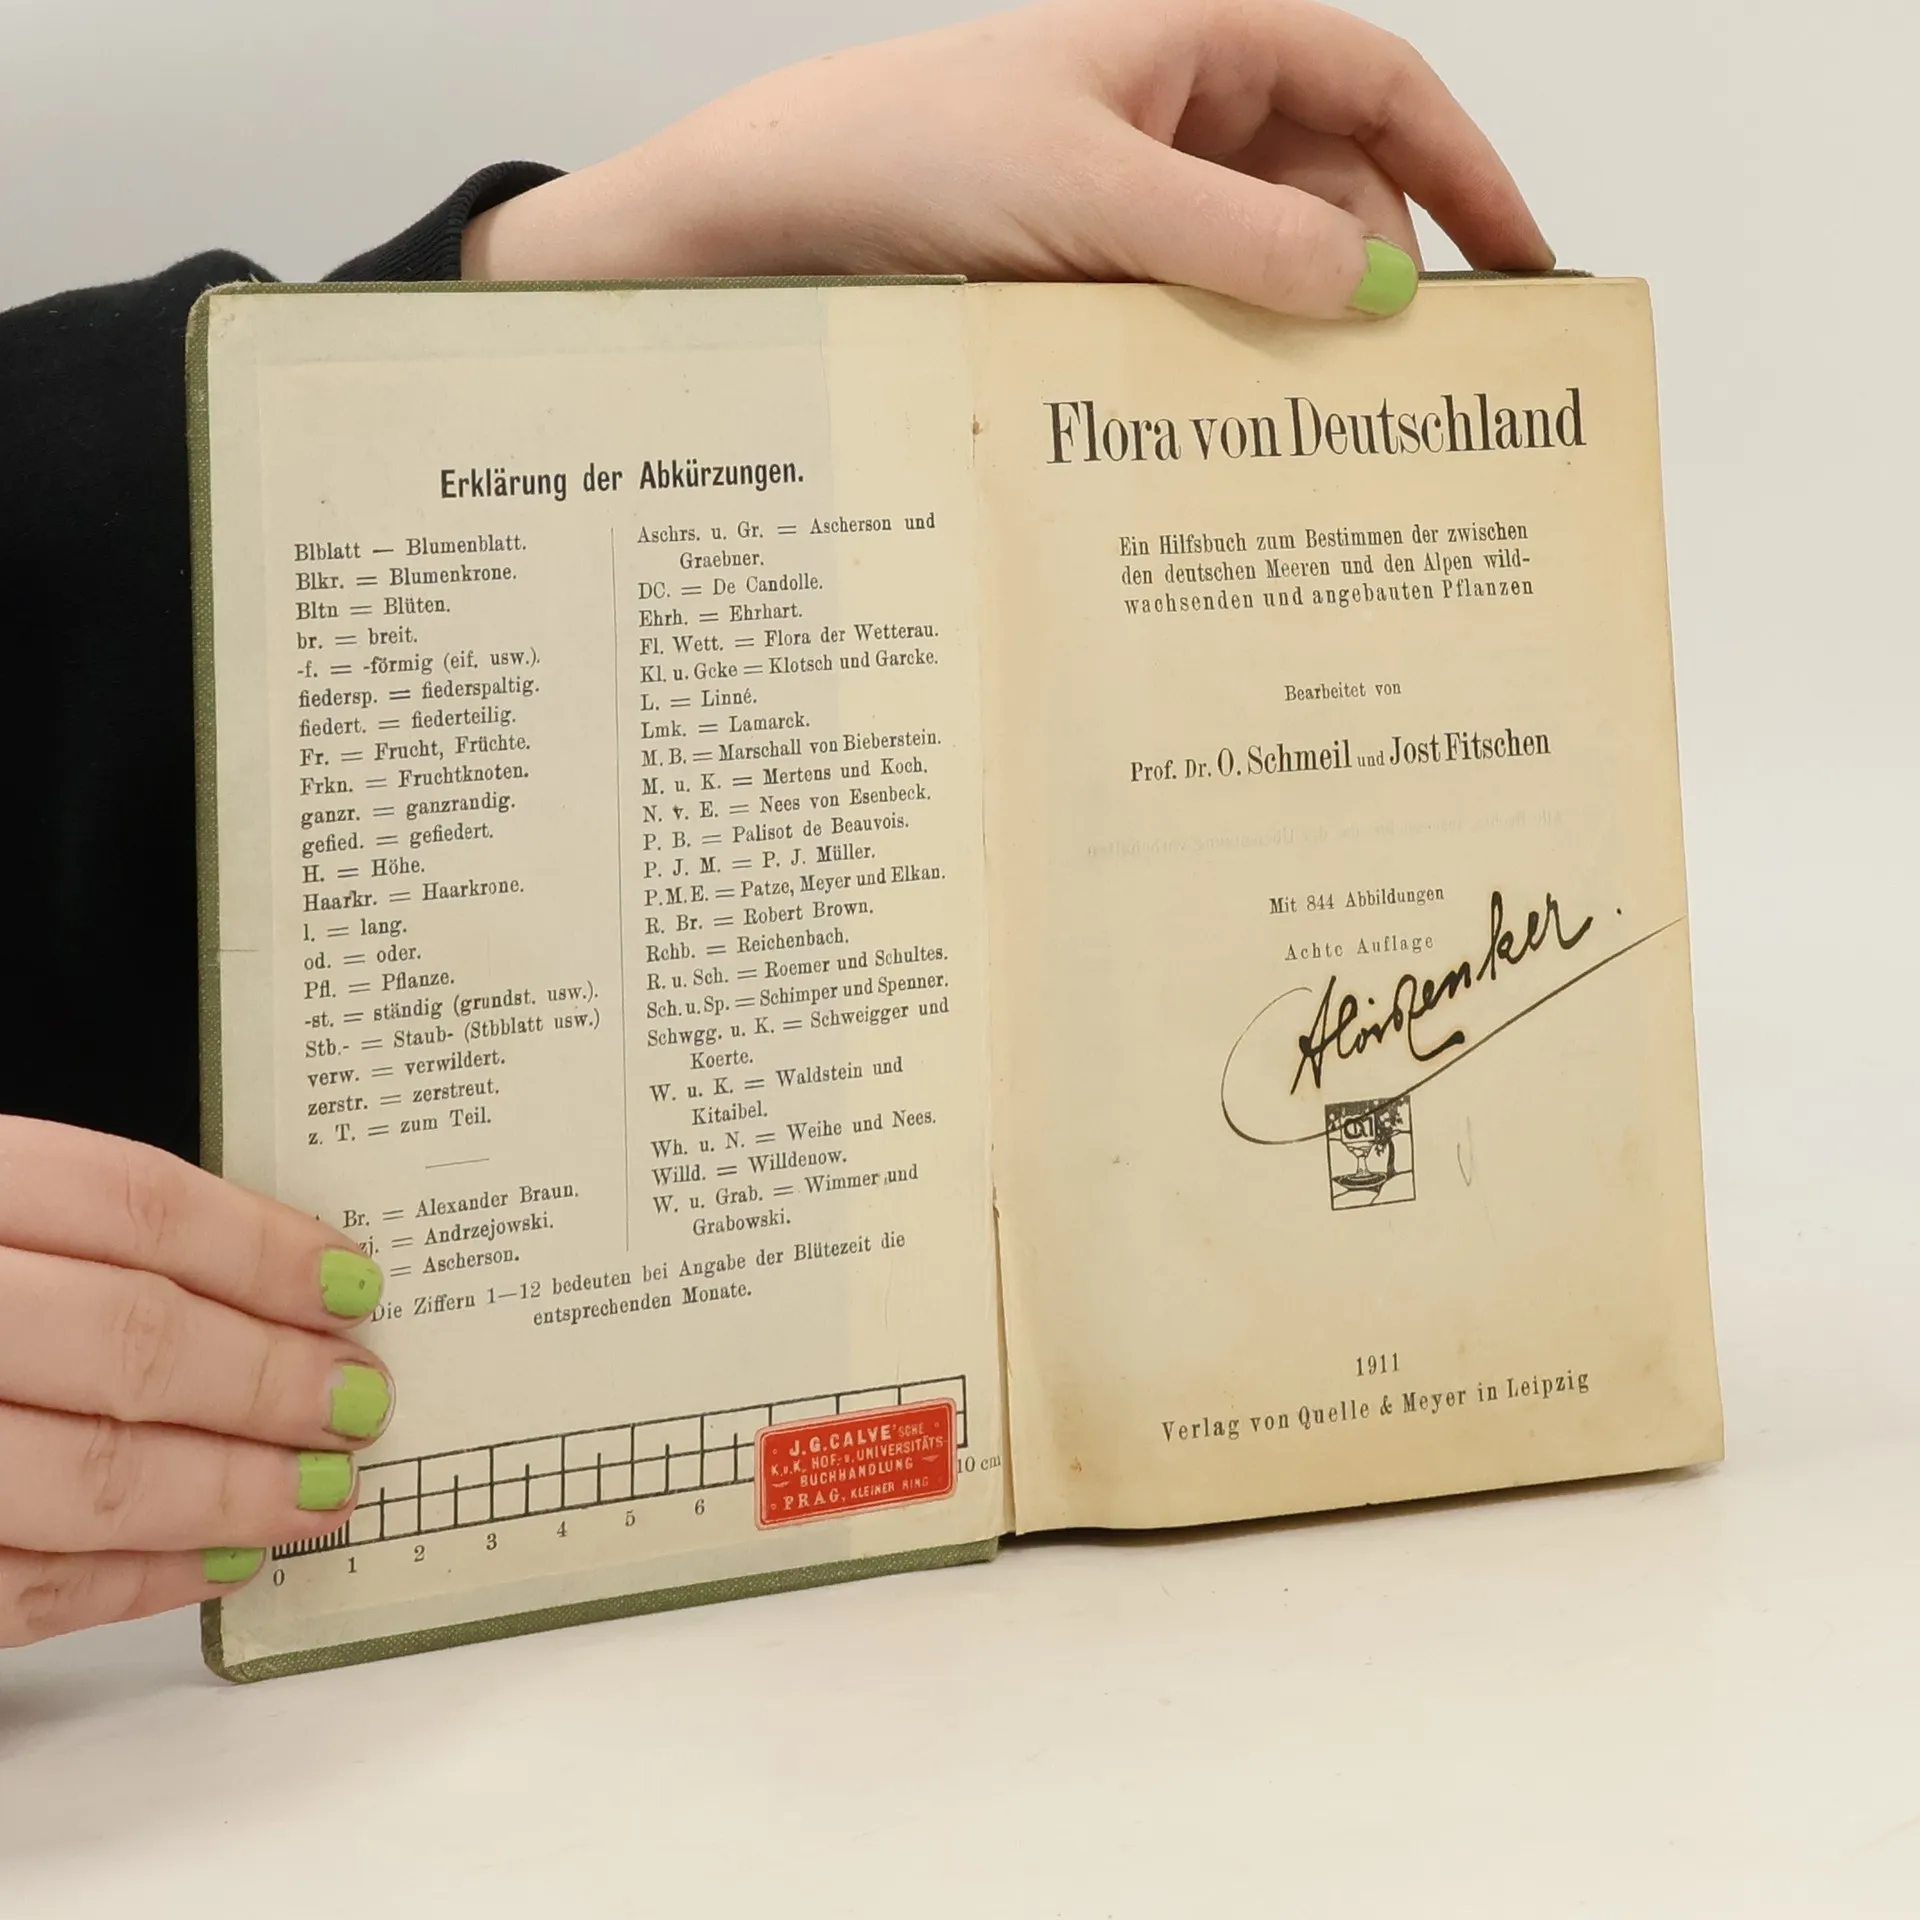 Erklärung der Abkürzungen.
Blblatt — Blumenblatt.
Blkr. = Blumenkrone.
Bltn = Blüten.
br. = breit.
-f. = -förmig (eif. usw.).
fiedersp. = fiederspaltig.
fiedert. = fiederteilig.
Fr. = Frucht, Früchte.
Frkn. = Fruchtknoten.
ganzr. = ganzrandig.
gefied. = gefiedert.
H. = Höhe.
Haarkr. = Haarkrone.
l. = lang.
od. = oder.
Pfl. = Pflanze.
-st. = ständig (grundst. usw.).
Stb.- = Staub- (Stbblatt usw.)
verw. = verwildert.
zerstr. = zerstreut.
z. T. = zum Teil.
Br. = Alexander Braun.
zj. = Andrzejowski.
= Ascherson.
Aschrs. u. Gr. = Ascherson und
Graebner.
DC. = De Candolle.
Ehrh. = Ehrhart.
Fl. Wett. = Flora der Wetterau.
Kl. u. Gcke = Klotsch und Garcke.
L. = Linné.
Lmk. = Lamarck.
M. B. = Marschall von Bieberstein.
M. u. K. = Mertens und Koch.
N. v. E. = Nees von Esenbeck.
P. B. = Palisot de Beauvois.
P. J. M. = P. J. Müller.
P. M. E. = Patze, Meyer und Elkan.
R. Br. = Robert Brown.
Rchb. = Reichenbach.
R. u. Sch. = Roemer und Schultes.
Sch. u. Sp. = Schimper und Spenner.
Schwgg. u. K. = Schweigger und
Koerte.
W. u. K. = Waldstein und
Kitaibel.
Wh. u. N. = Weihe und Nees.
Willd. = Willdenow.
W. u. Grab. = Wimmer und
Grabowski.
Die Ziffern 1—12 bedeuten bei Angabe der Blütezeit die
entsprechenden Monate.
0 1 2 3 4 5 6 10 cm
J. G. CALVE'SCHE
K. u. K. HOF- u. UNIVERSITÄTS-
BUCHHANDLUNG
PRAG, KLEINER RING
Flora von Deutschland
Ein Hilfsbuch zum Bestimmen der zwischen
den deutschen Meeren und den Alpen wild-
wachsenden und angebauten Pflanzen
Bearbeitet von
Prof. Dr. O. Schmeil und Jost Fitschen
Mit 844 Abbildungen
Achte Auflage
1911
Verlag von Quelle & Meyer in Leipzig